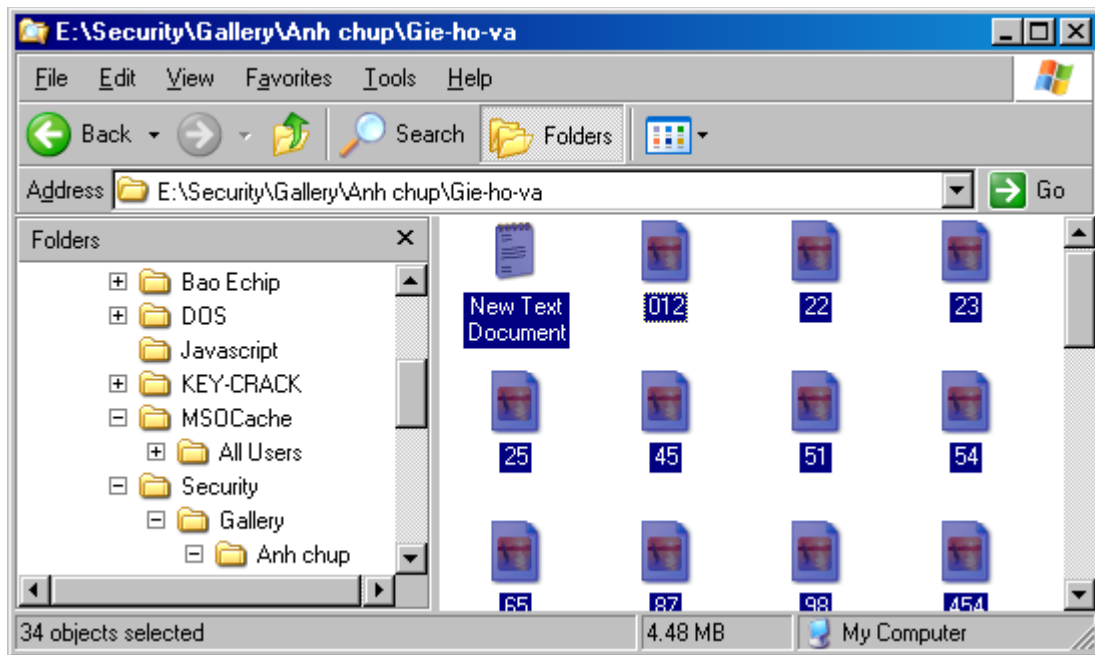 E:\Security\Gallery\Anh chup\Gie-ho-va
File Edit View Favorites Tools Help
Back Search Folders
Address E:\Security\Gallery\Anh chup\Gie-ho-va Go
Folders
Bao Echip
DOS
Javascript
KEY-CRACK
MSOCache
All Users
Security
Gallery
Anh chup
New Text
Document
012 22 23
25 45 51 54
65 87 98 454
34 objects selected 4.48 MB My Computer